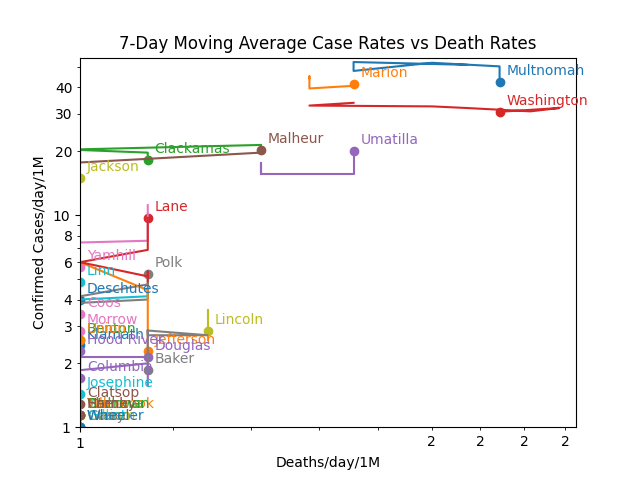 7-Day Moving Average Case Rates vs Death Rates
Multnomah
Marion
Washington
Umatilla
Malheur
Clackamas
Jackson
Lane
Yamhill
Polk
Linn
Deschutes
Coos
Morrow
Lincoln
Benton
Klamath
Hood River
Jefferson
Douglas
Baker
Columbia
Josephine
Clatsop
Wheeler
40
30
20
10
8
6
4
3
2
1
Confirmed Cases/day/1M
1
2
2
2
2
Deaths/day/1M